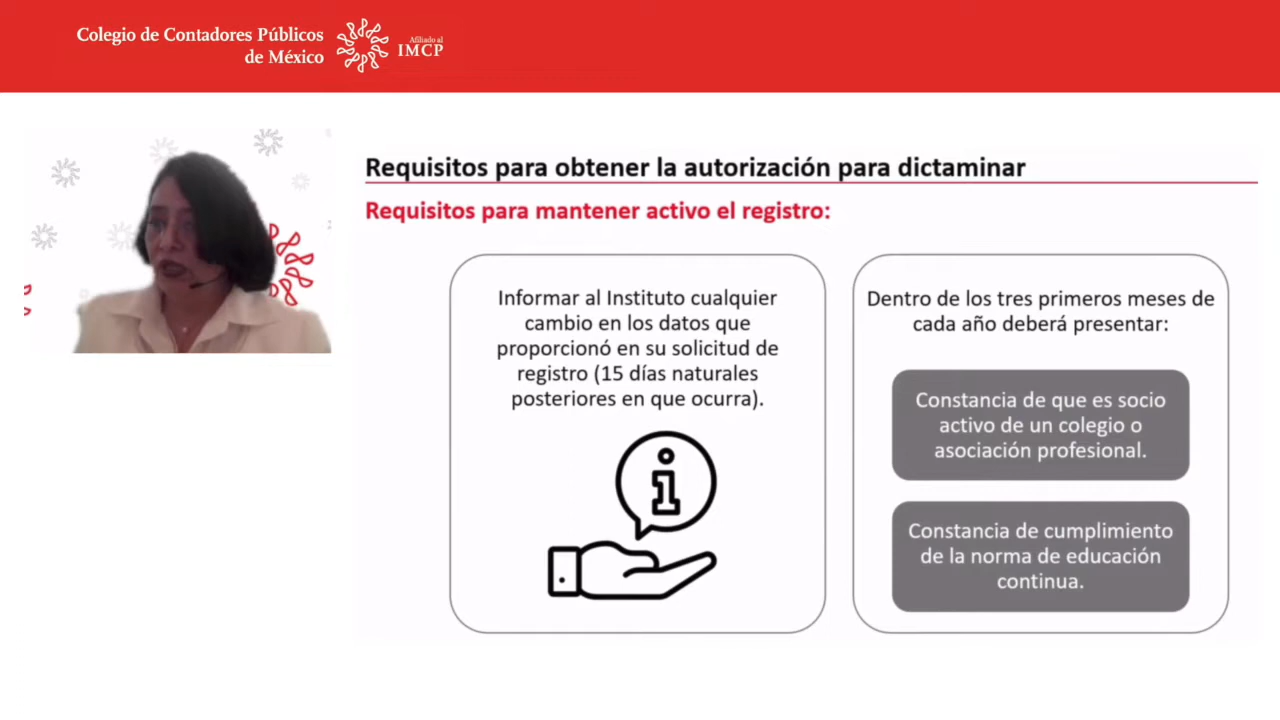 Colegio de Contadores Públicos
de México
Afiliado al
IMCP
Requisitos para obtener la autorización para dictaminar
Requisitos para mantener activo el registro:
Informar al Instituto cualquier
cambio en los datos que
proporcionó en su solicitud de
registro (15 días naturales
posteriores en que ocurra).
Dentro de los tres primeros meses de
cada año deberá presentar:
Constancia de que es socio
activo de un colegio o
asociación profesional.
Constancia de cumplimiento
de la norma de educación
continua.